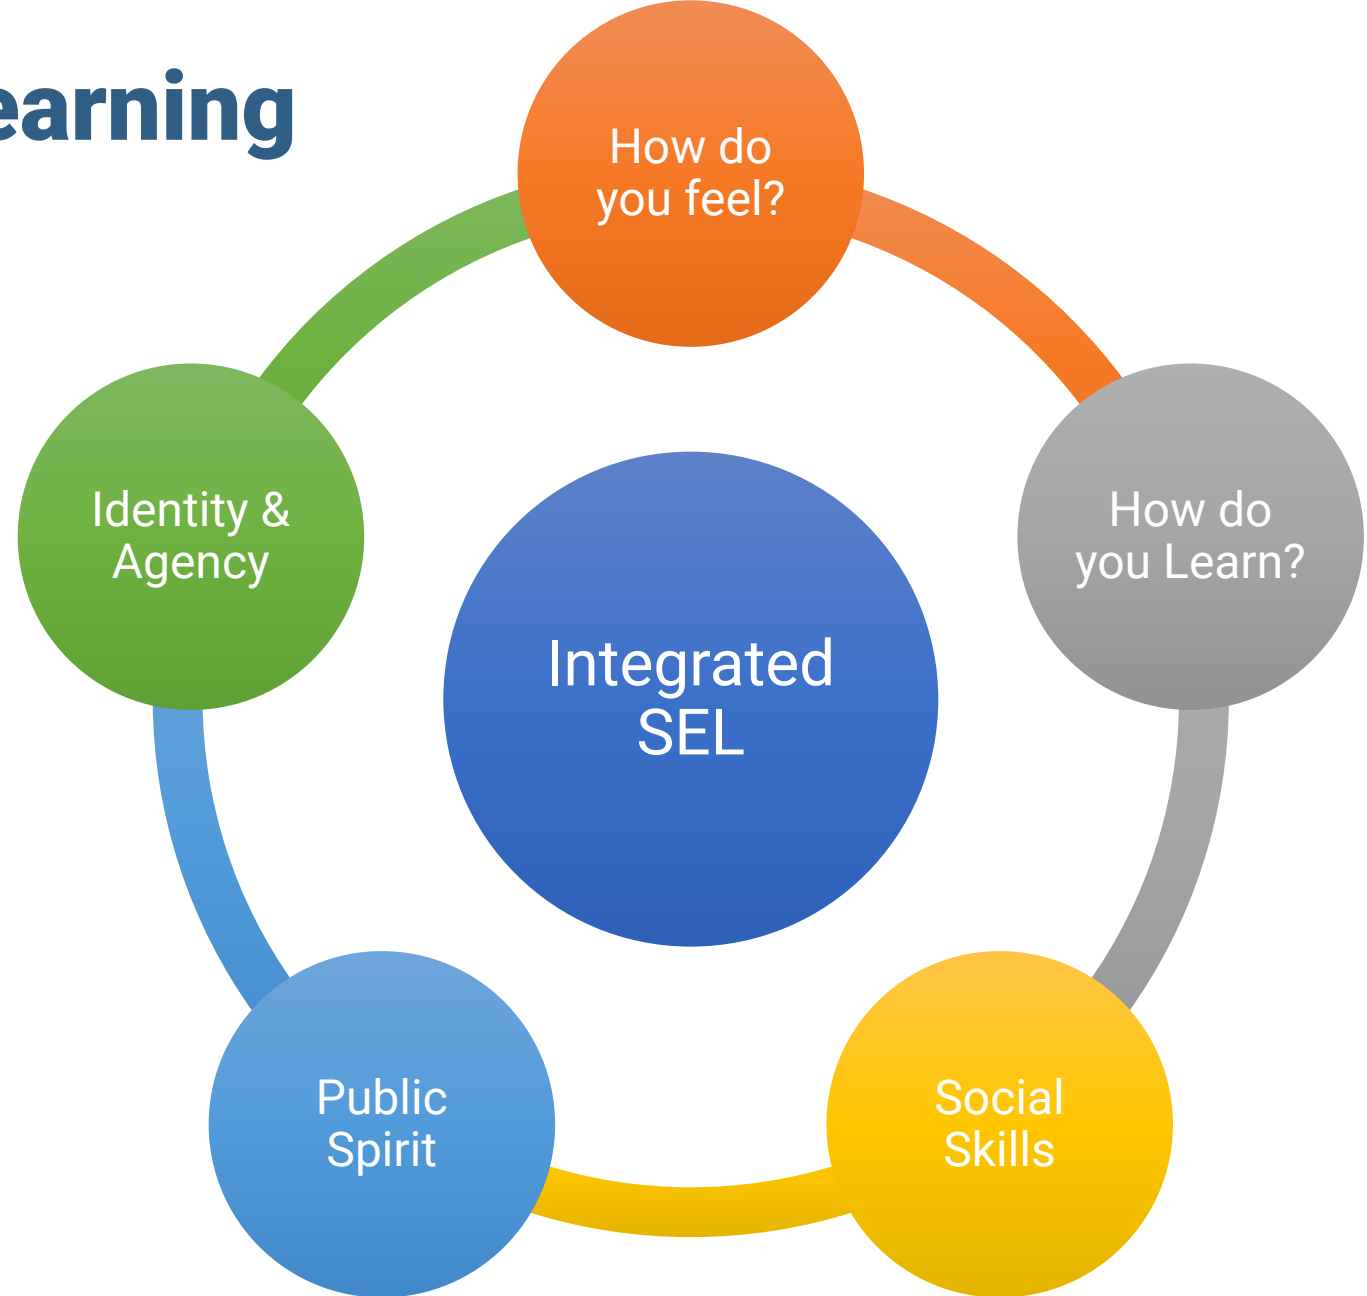 earning
How do
you feel?
Identity &
Agency
How do
you Learn?
Integrated
SEL
Public
Spirit
Social
Skills